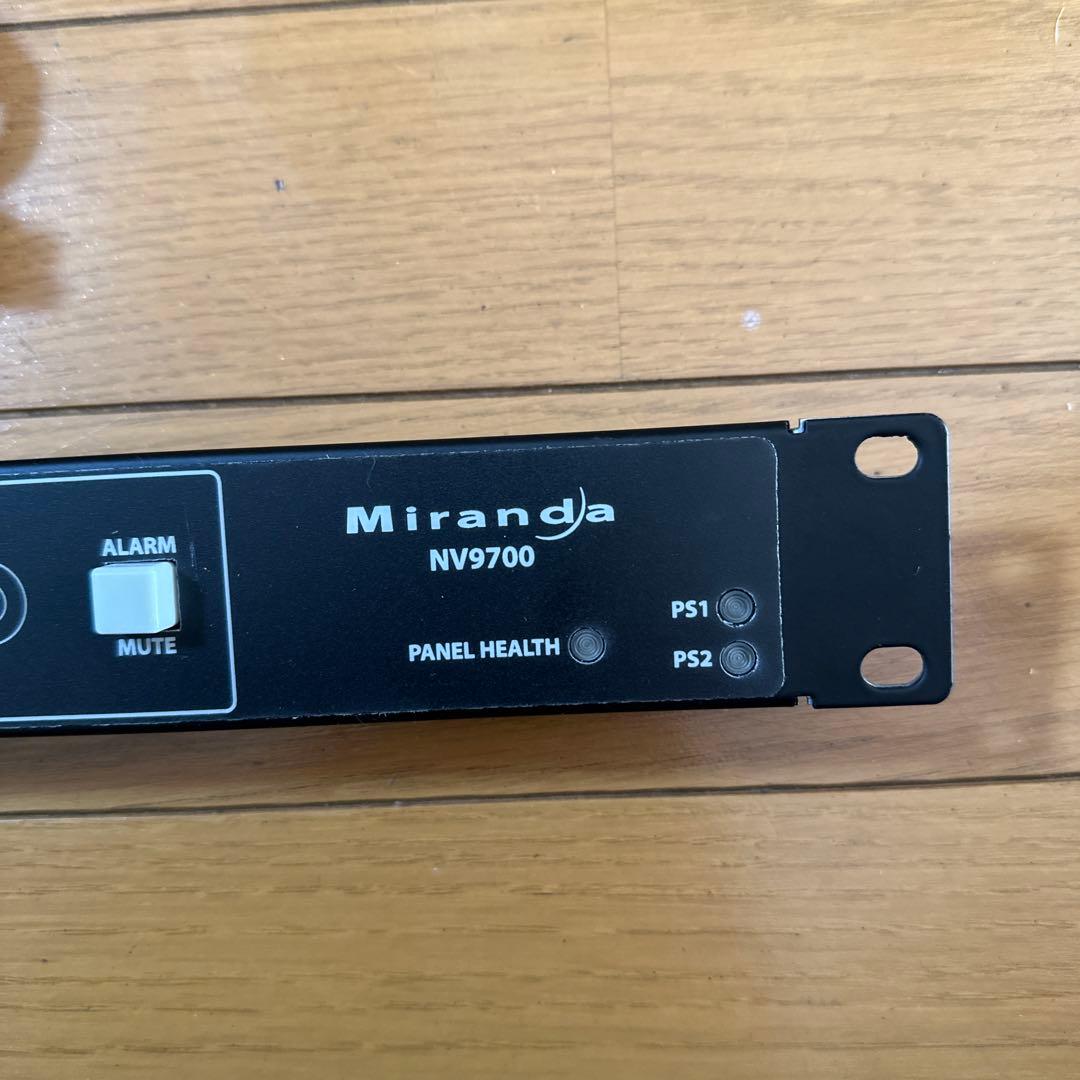 Miranda
NV9700
ALARM
MUTE
PANEL HEALTH
PS1
PS2